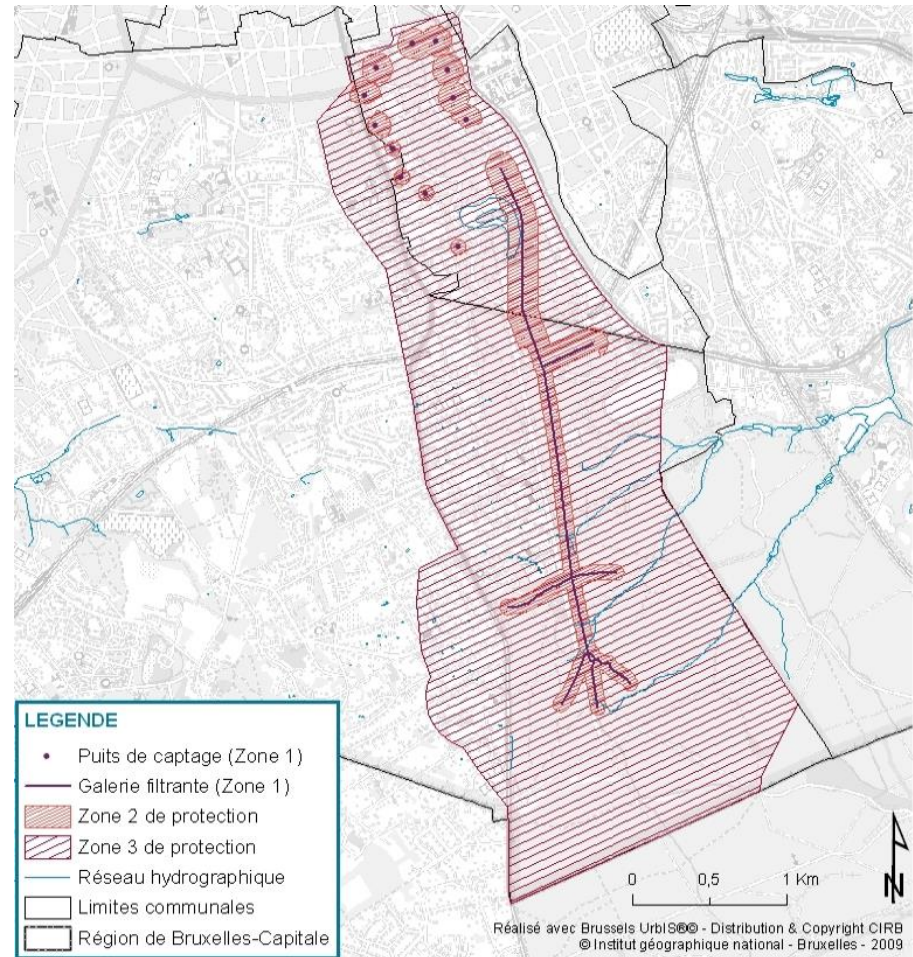 LEGENDE
Puits de captage (Zone 1)
Galerie filtrante (Zone 1)
Zone 2 de protection
Zone 3 de protection
Réseau hydrographique
Limites communales
Région de Bruxelles-Capitale
0 0,5 1 Km
N
Réalisé avec Brussels UrbIS®© - Distribution & Copyright CIRB
© Institut géographique national - Bruxelles - 2009